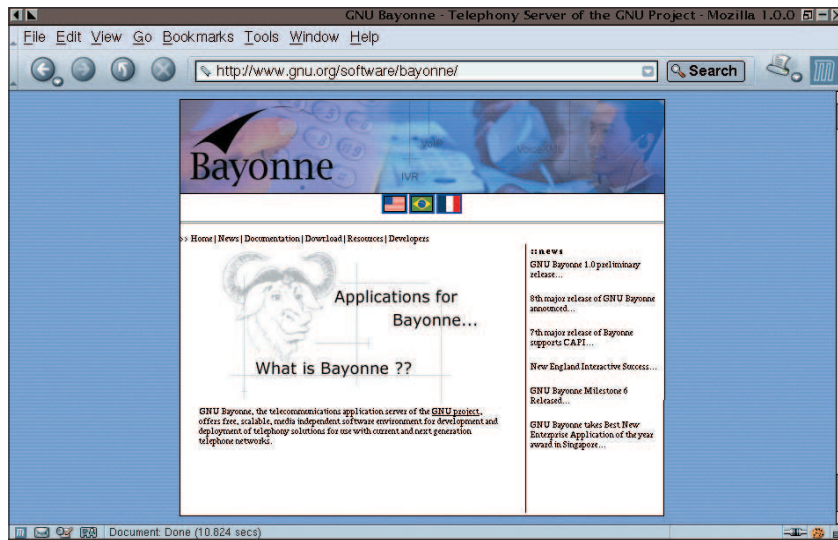 GNU Bayonne - Telephony Server of the GNU Project - Mozilla 1.0.0
File Edit View Go Bookmarks Tools Window Help
http://www.gnu.org/software/bayonne/ Search
Bayonne
your
Voice
IVR
>> Home | News | Documentation | Download | Resources | Developers
Applications for
Bayonne...
What is Bayonne ??
GNU Bayonne, the telecommunications application server of the GNU project,
offers free, scalable, media independent software environment for development and
deployment of telephony solutions for use with current and next generation
telephone networks.
::news
GNU Bayonne 1.0 preliminary
release...
8th major release of GNU Bayonne
announced...
7th major release of Bayonne
supports CAPI...
New England Interactive Success...
GNU Bayonne Milestone 6
Released...
GNU Bayonne takes Best New
Enterprise Application of the year
award in Singapore...
Document: Done (10.824 secs)